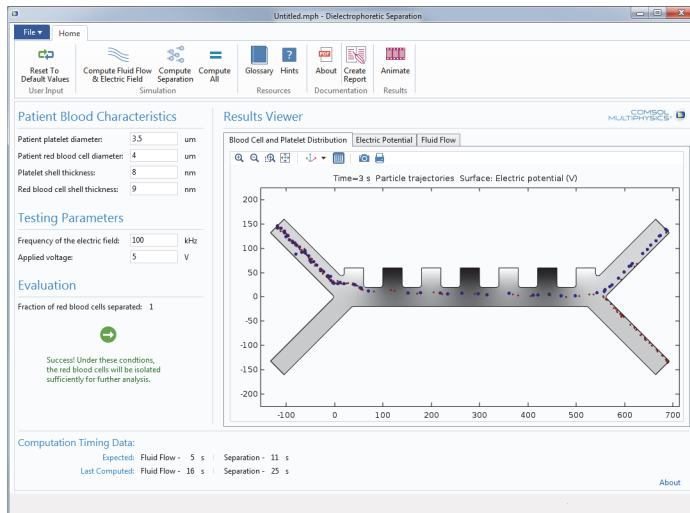 Untitled.mph - Dielectrophoretic Separation
File Home
Reset To
Default Values
Compute Fluid Flow
& Electric Field
Compute
Separation
Compute
All
Glossary Hints
About Create
Report
Animate
User Input Simulation Resources Documentation Results
Patient Blood Characteristics
Patient platelet diameter: 3.5 um
Patient red blood cell diameter: 4 um
Platelet shell thickness: 8 nm
Red blood cell shell thickness: 9 nm
Testing Parameters
Frequency of the electric field: 100 kHz
Applied voltage: 5 V
Evaluation
Fraction of red blood cells separated: 1
Success! Under these condtions,
the red blood cells will be isolated
sufficiently for further analysis.
Results Viewer
COMSOL
MULTIPHYSICS®
Blood Cell and Platelet Distribution Electric Potential Fluid Flow
Time=3 s Particle trajectories Surface: Electric potential (V)
200
150
100
50
0
-50
-100
-150
-200
-100 0 100 200 300 400 500 600 700
Computation Timing Data:
Expected: Fluid Flow - 5 s Separation - 11 s
Last Computed: Fluid Flow - 16 s Separation - 25 s
About